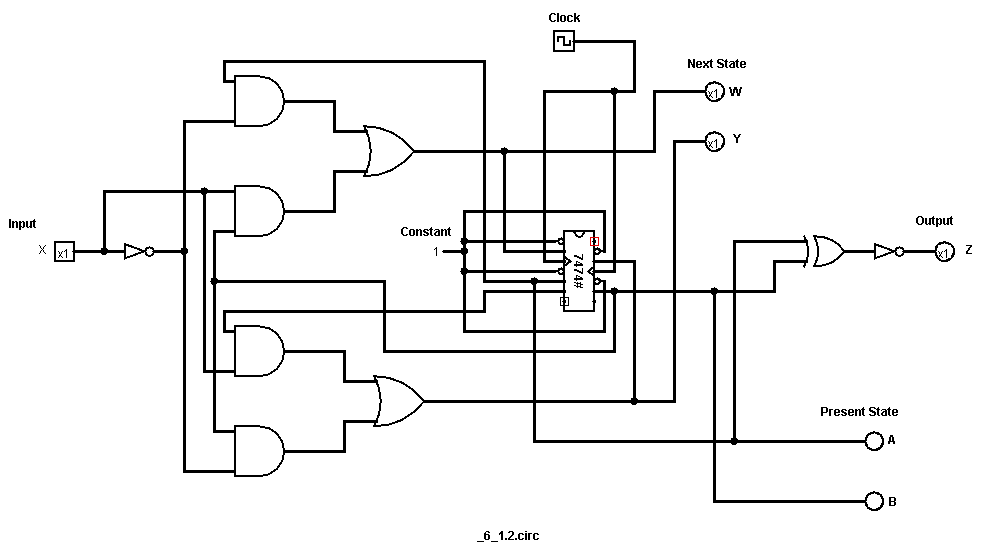 Clock
Next State
x1 W
x1 Y
Input
X x1
Constant
1
7474#
Output
x1 Z
Present State
A
B
_6_1.2.circ